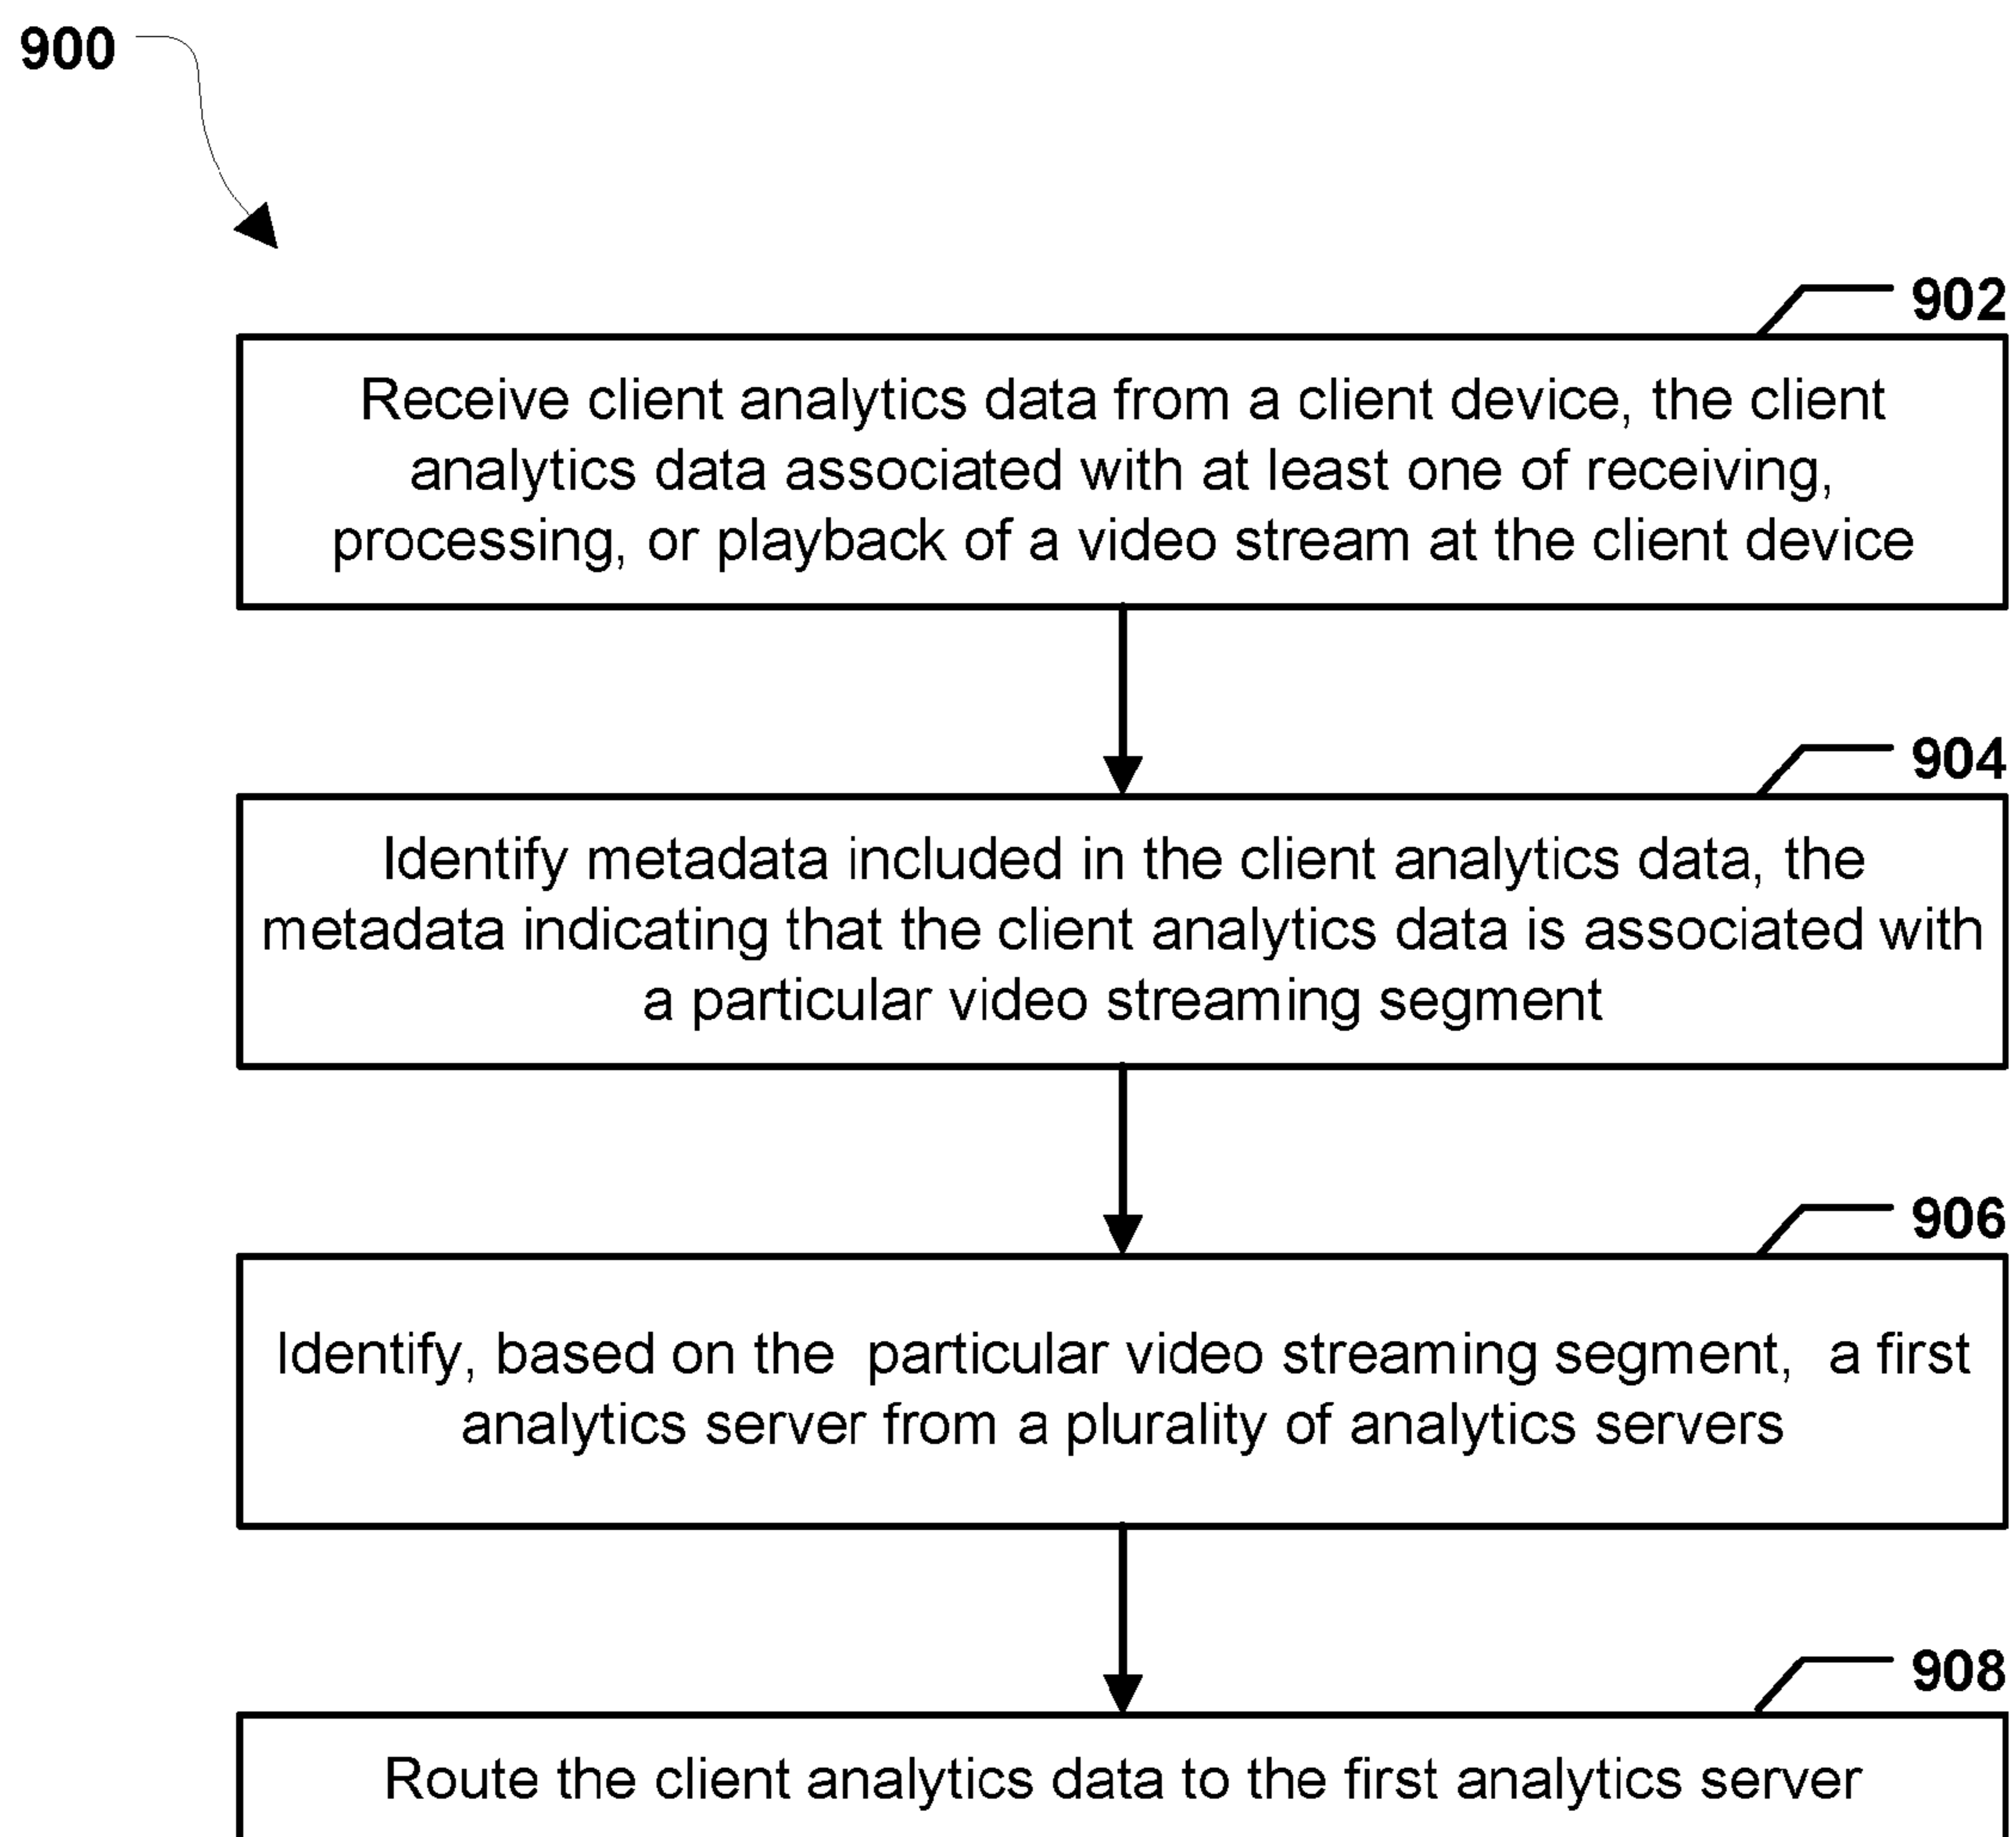 900
902
Receive client analytics data from a client device, the client
analytics data associated with at least one of receiving,
processing, or playback of a video stream at the client device
904
Identify metadata included in the client analytics data, the
metadata indicating that the client analytics data is associated with
a particular video streaming segment
906
Identify, based on the particular video streaming segment, a first
analytics server from a plurality of analytics servers
908
Route the client analytics data to the first analytics server